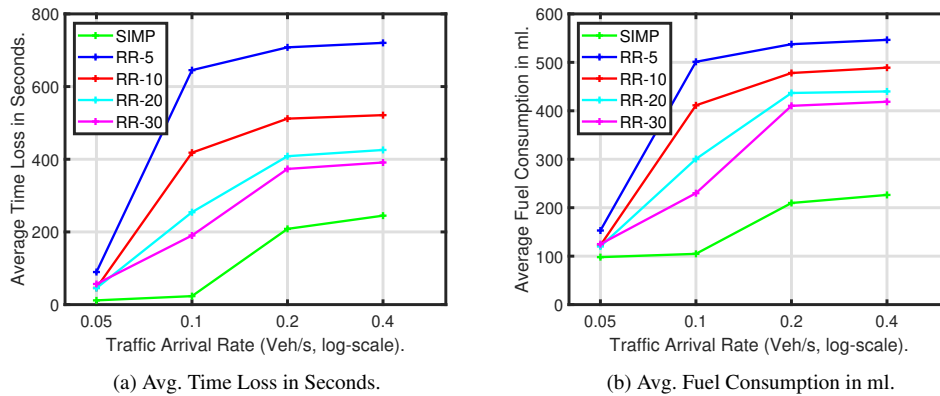 800
600
400
200
0
Average Time Loss in Seconds.
SIMP
RR-5
RR-10
RR-20
RR-30
0.05 0.1 0.2 0.4
Traffic Arrival Rate (Veh/s, log-scale).
(a) Avg. Time Loss in Seconds.
600
500
400
300
200
100
0
Average Fuel Consumption in ml.
SIMP
RR-5
RR-10
RR-20
RR-30
0.05 0.1 0.2 0.4
Traffic Arrival Rate (Veh/s, log-scale).
(b) Avg. Fuel Consumption in ml.